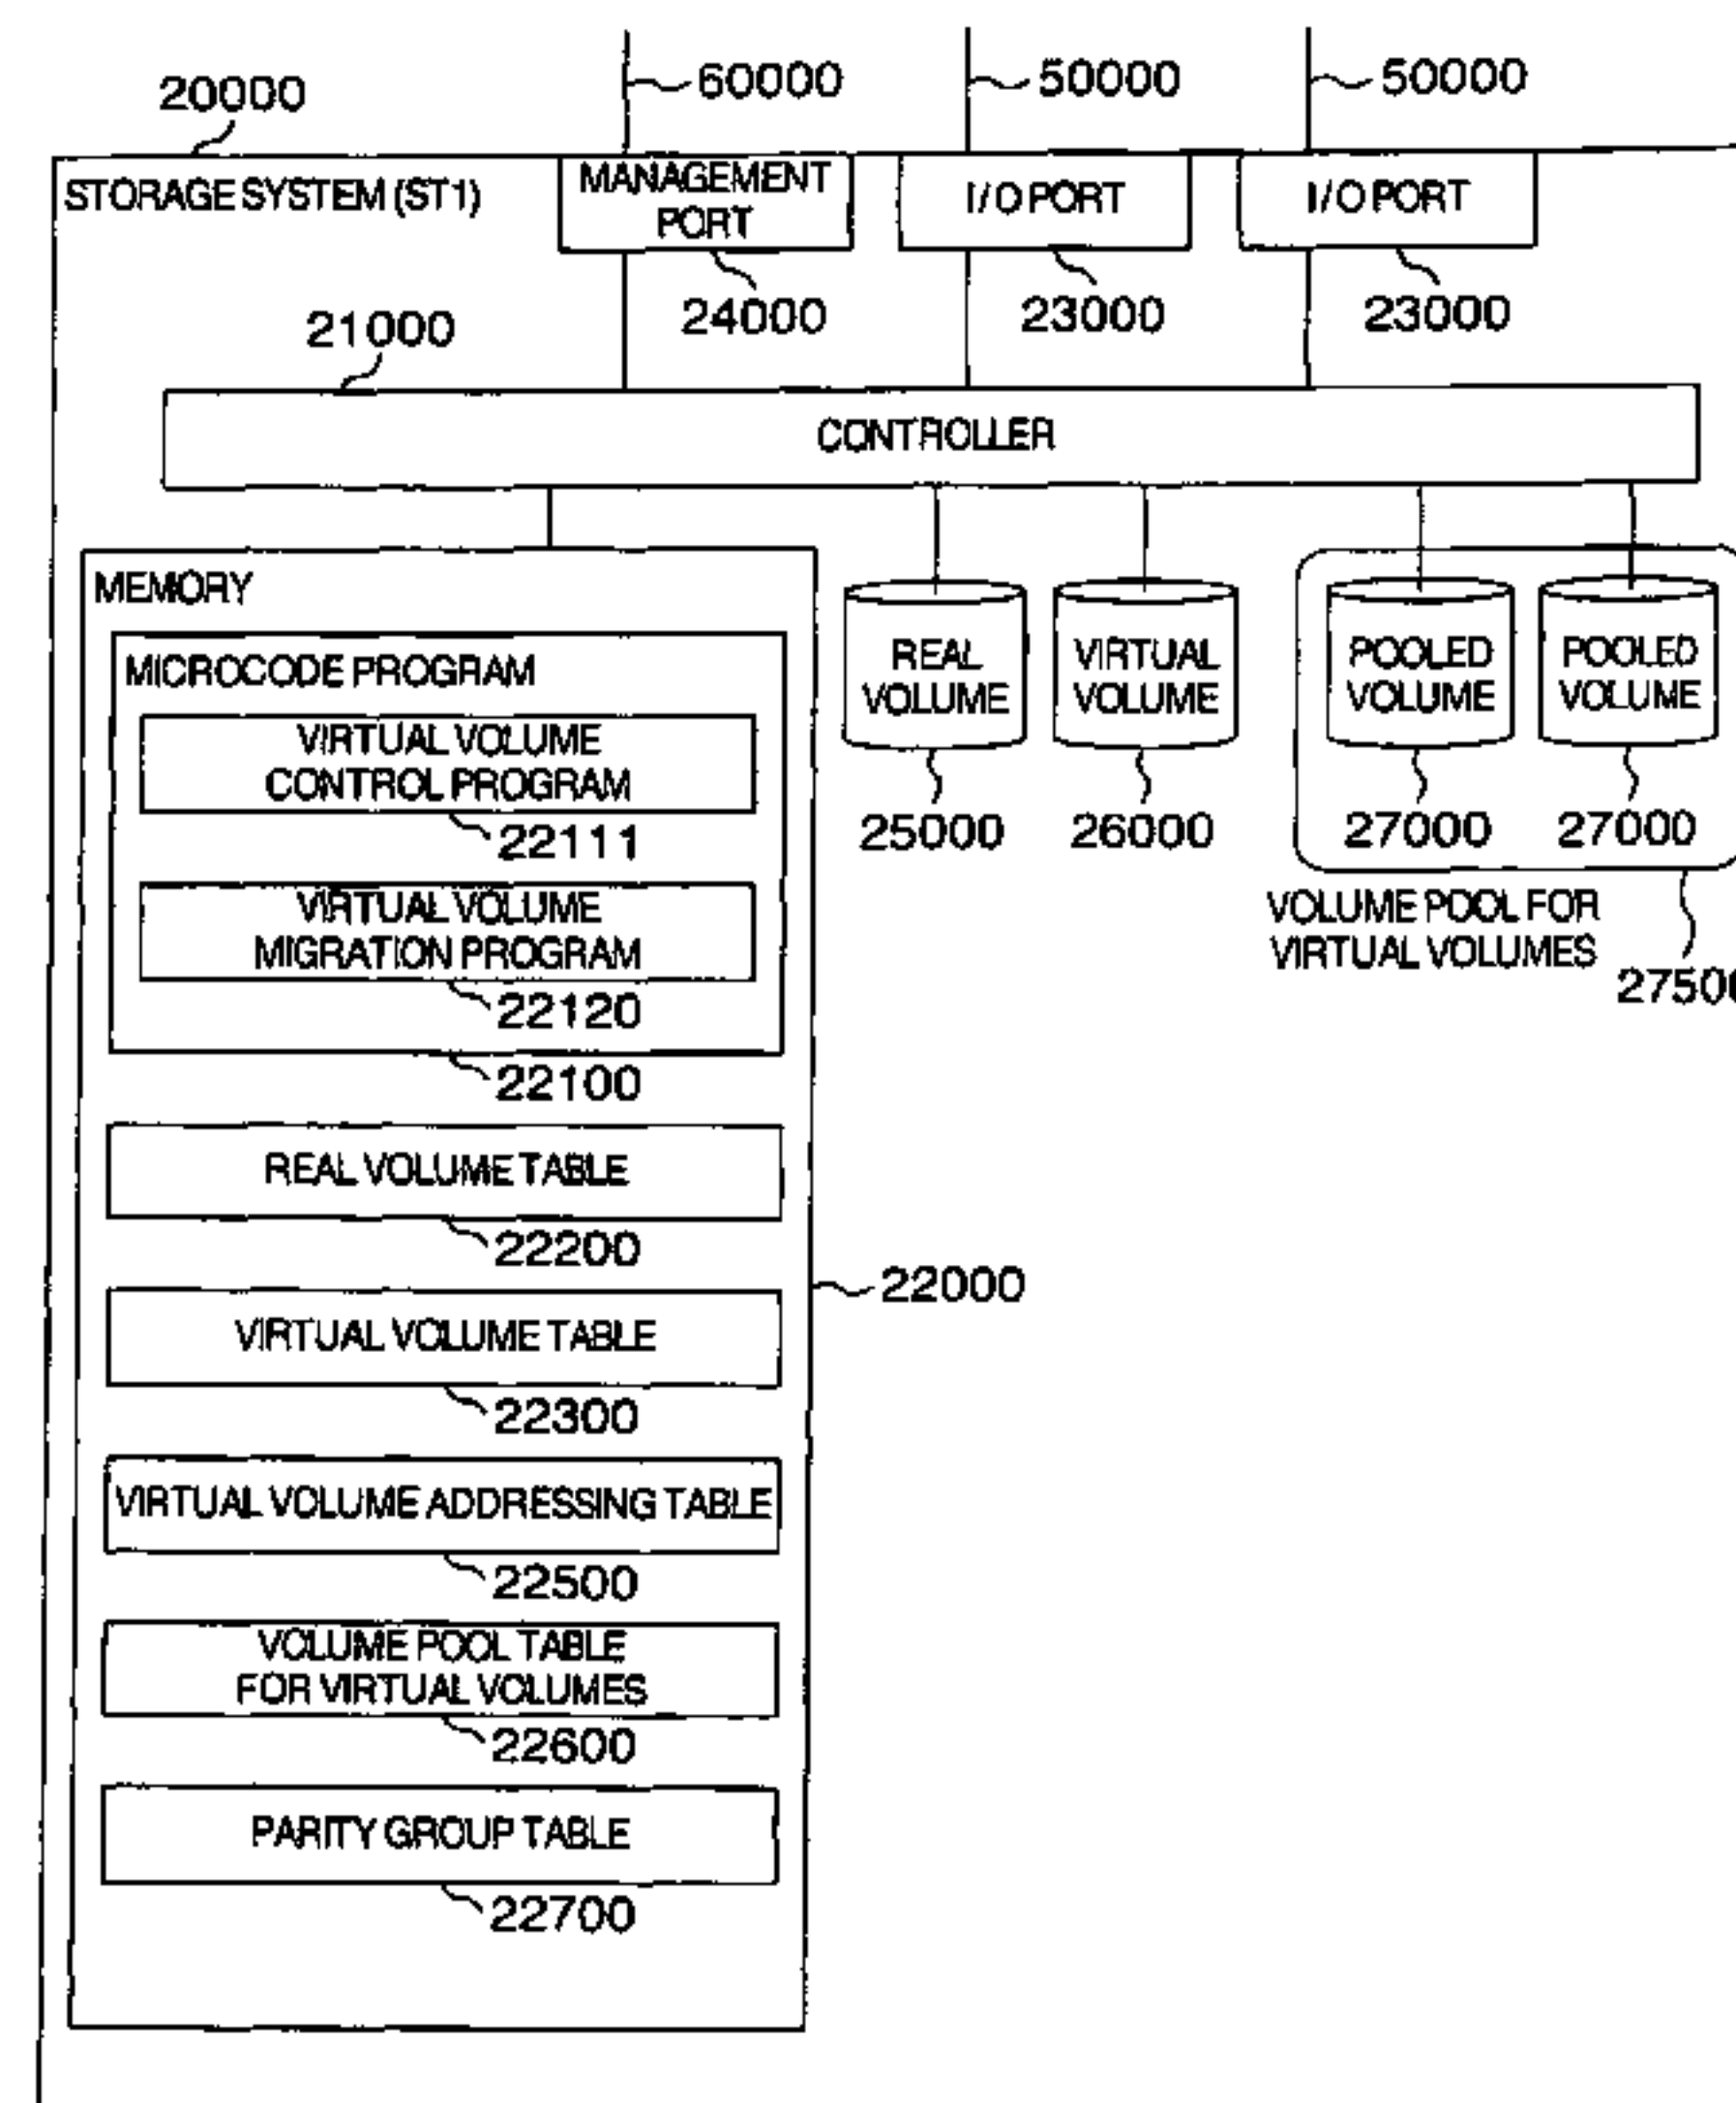 60000
50000
50000
20000
STORAGE SYSTEM (ST1)
MANAGEMENT
PORT
I/O PORT
I/O PORT
24000
23000
23000
21000
CONTROLLER
MEMORY
MICROCODE PROGRAM
VIRTUAL VOLUME
CONTROL PROGRAM
22111
VIRTUAL VOLUME
MIGRATION PROGRAM
22120
22100
REAL VOLUME TABLE
22200
VIRTUAL VOLUME TABLE
22300
VIRTUAL VOLUME ADDRESSING TABLE
22500
VOLUME POOL TABLE
FOR VIRTUAL VOLUMES
22600
PARITY GROUP TABLE
22700
22000
REAL
VOLUME
25000
VIRTUAL
VOLUME
26000
POOLED
VOLUME
27000
POOLED
VOLUME
27000
VOLUME POOL FOR
VIRTUAL VOLUMES
27500